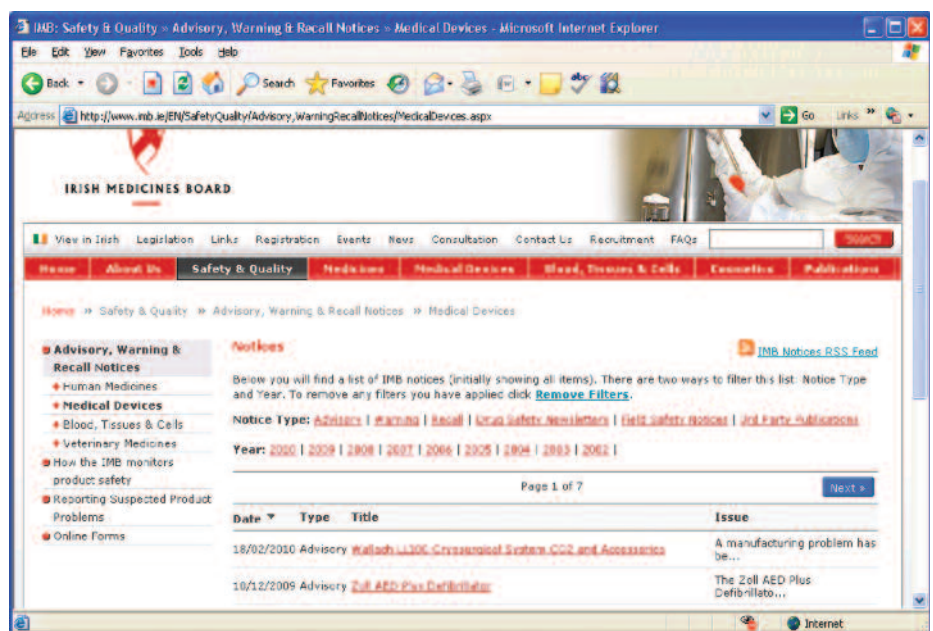 IMB: Safety & Quality » Advisory, Warning & Recall Notices » Medical Devices - Microsoft Internet Explorer
File Edit View Favorites Tools Help
Back Search Favorites
Address http://www.imb.ie/EN/SafetyQuality/Advisory,WarningRecallNotices/MedicalDevices.aspx Go Links »
IRISH MEDICINES BOARD
View in Irish Legislation Links Registration Events News Consultation Contact Us Recruitment FAQs SEARCH
Home About Us Safety & Quality Medicines Medical Devices Blood, Tissues & Cells Cosmetics Publications
Home » Safety & Quality » Advisory, Warning & Recall Notices » Medical Devices
Advisory, Warning &
Recall Notices
Human Medicines
Medical Devices
Blood, Tissues & Cells
Veterinary Medicines
How the IMB monitors
product safety
Reporting Suspected Product
Problems
Online Forms
Notices
IMB Notices RSS Feed
Below you will find a list of IMB notices (initially showing all items). There are two ways to filter this list Notice Type
and Year. To remove any filters you have applied click Remove Filters.
Notice Type: Advisory | Warning | Recall | Drug Safety Newsletters | Field Safety Notices | 3rd Party Publications
Year: 2010 | 2009 | 2008 | 2007 | 2006 | 2005 | 2004 | 2003 | 2002 |
Page 1 of 7
Next »
Date Type Title Issue
18/02/2010 Advisory Wallach LL100 Cryosurgical System CO2 and Accessories A manufacturing problem has
be...
10/12/2009 Advisory Zoll AED Plus Defibrillator The Zoll AED Plus
Defibrillato...
Internet